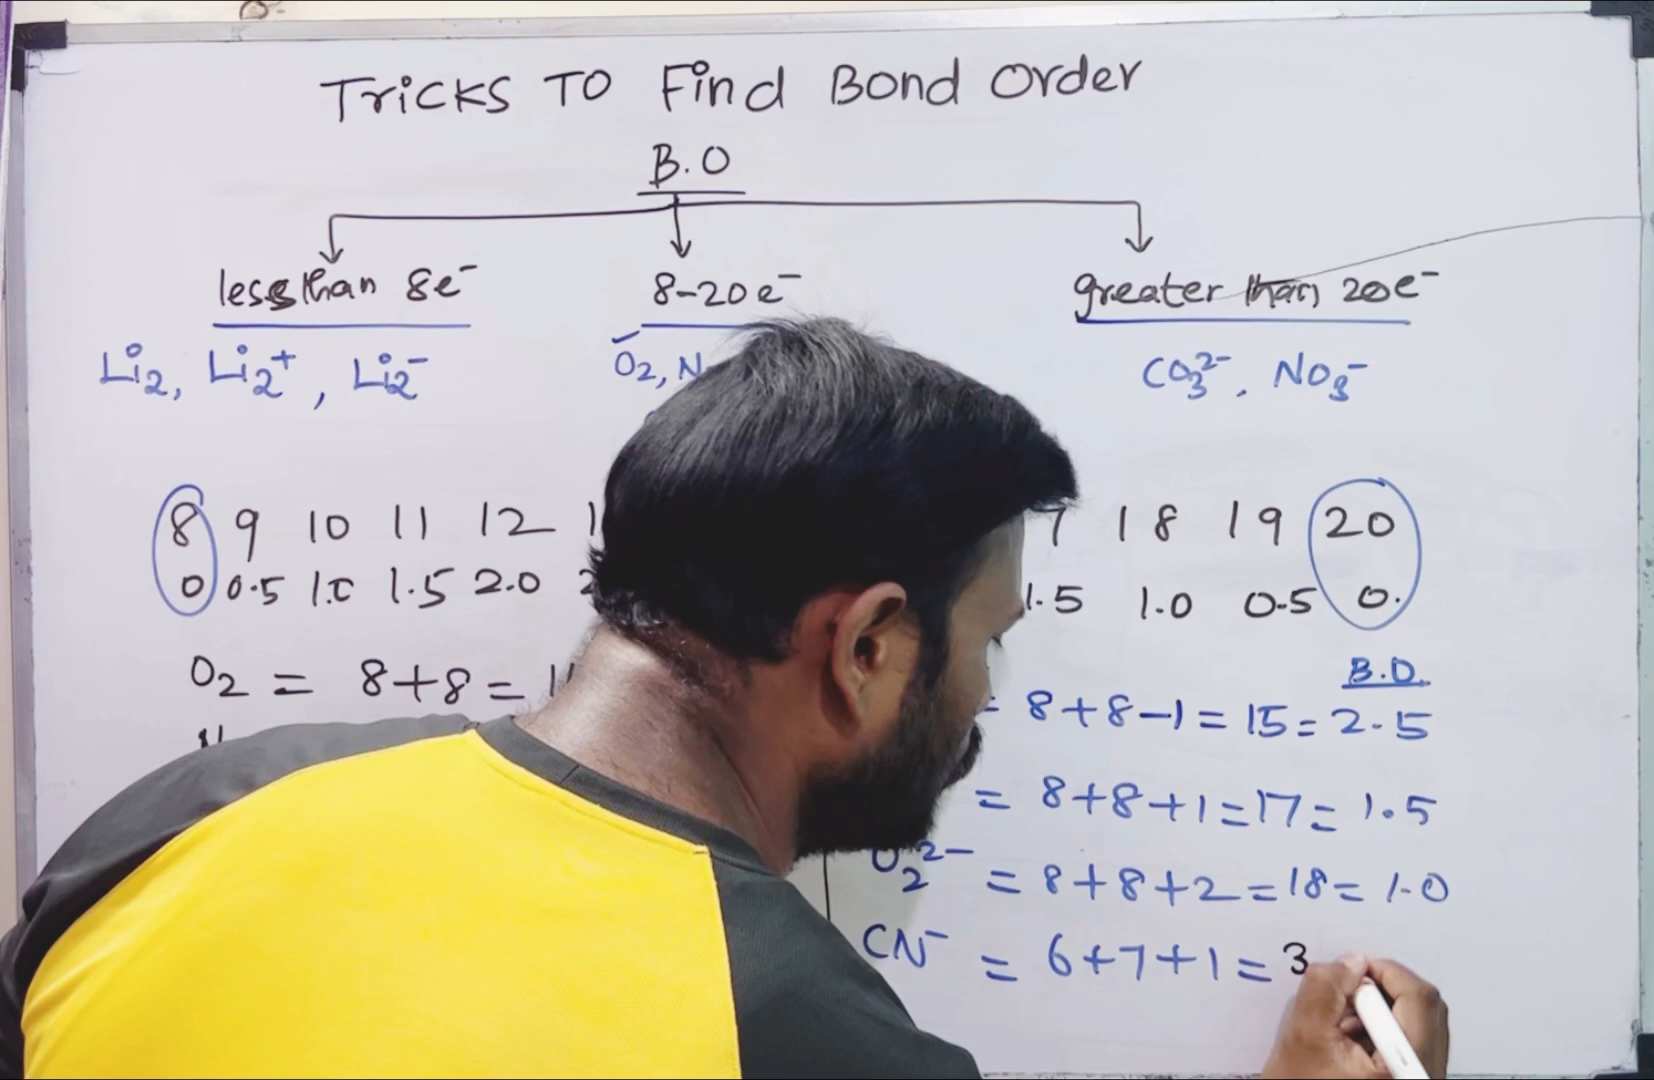 Tricks To Find Bond Order
B.O
less than 8e⁻ 8-20e⁻ greater than 20e⁻
Li2, Li2⁺, Li2⁻ O2, N CO3²⁻, NO3⁻
8 9 10 11 12 1 7 18 19 20
0 0.5 1.0 1.5 2.0 2 1.5 1.0 0.5 0.
B.O.
O2 = 8+8= 1 = 8+8-1=15=2.5
= 8+8+1=17=1.5
O2²⁻ = 8+8+2=18=1.0
CN⁻ = 6+7+1=3